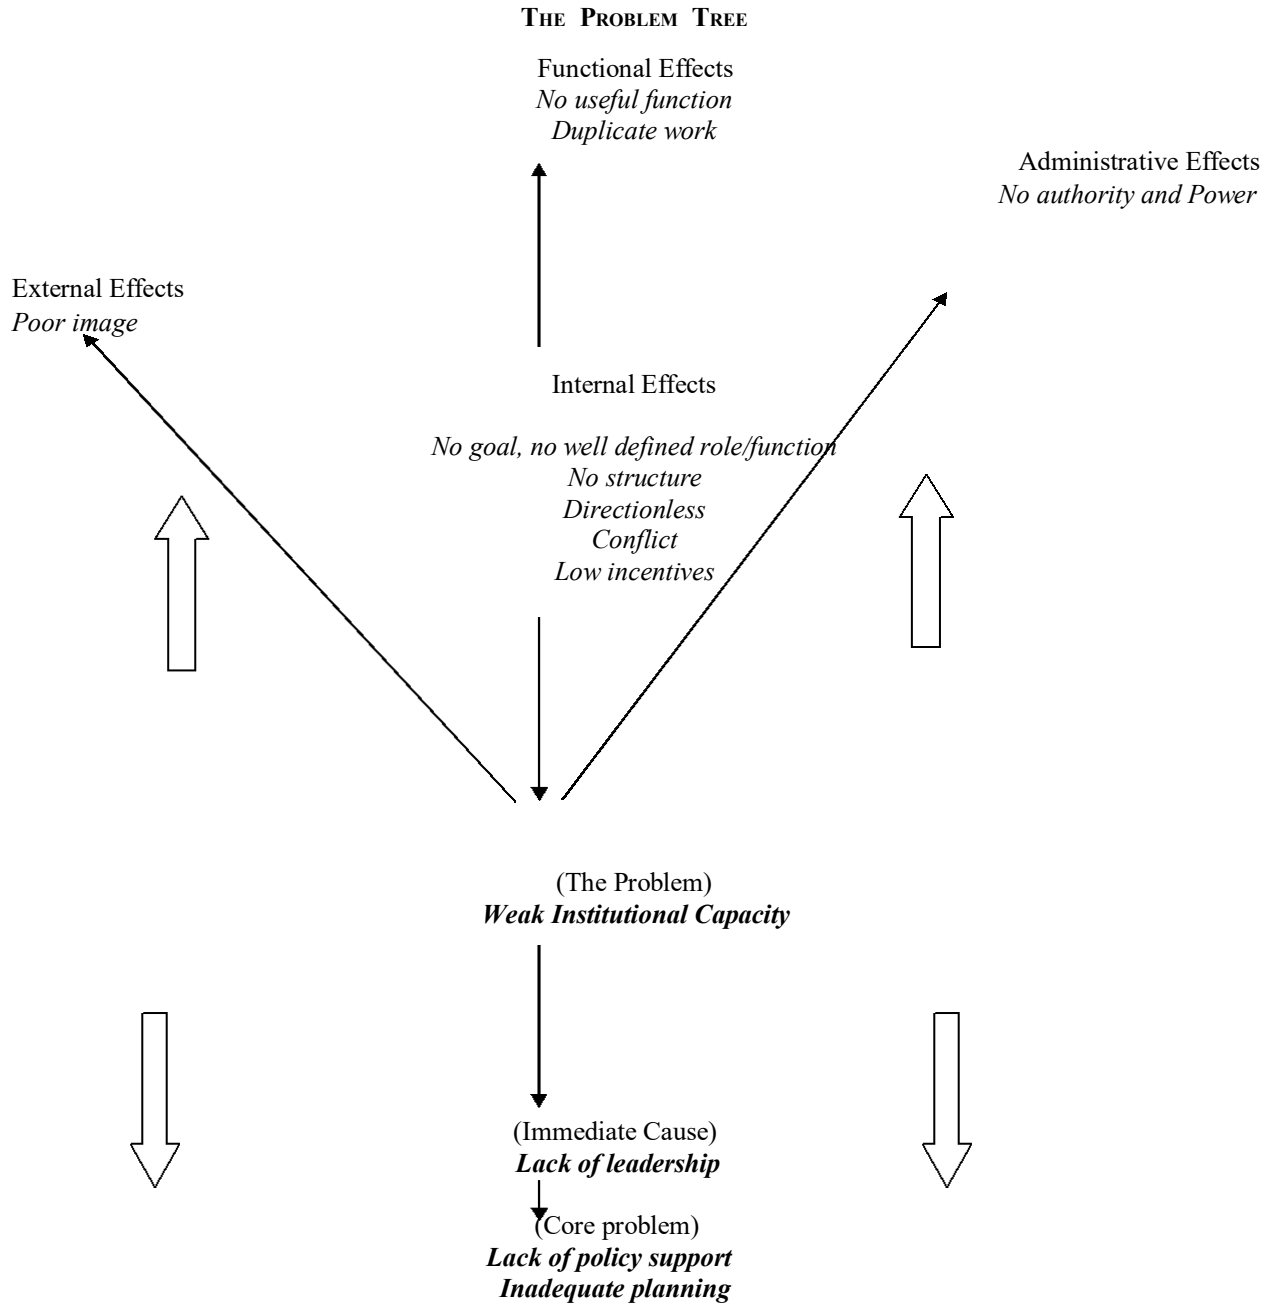 THE PROBLEM TREE
Functional Effects
No useful function
Duplicate work
Administrative Effects
No authority and Power
External Effects
Poor image
Internal Effects
No goal, no well defined role/function
No structure
Directionless
Conflict
Low incentives
(The Problem)
Weak Institutional Capacity
(Immediate Cause)
Lack of leadership
(Core problem)
Lack of policy support
Inadequate planning